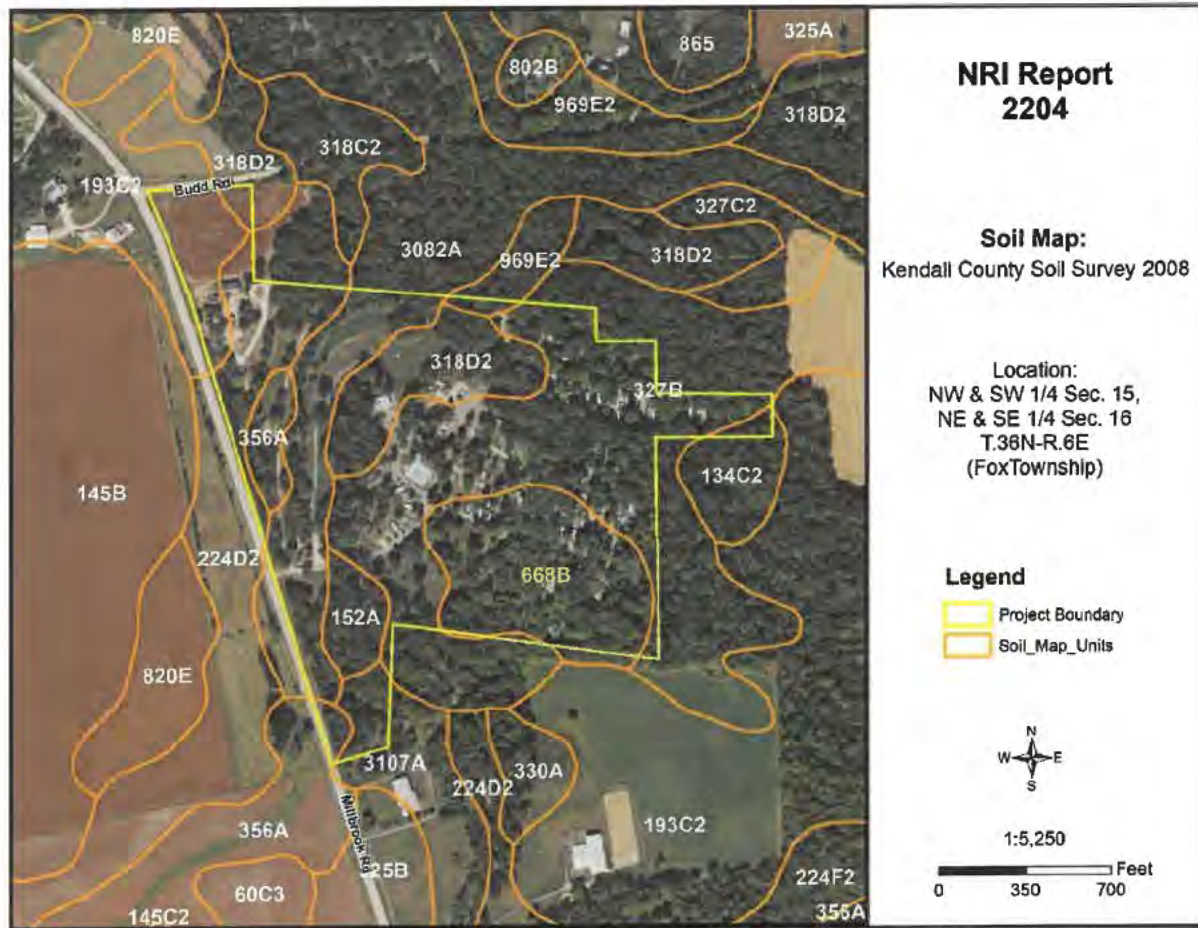 820E
865
325A
802B
969E2
318D2
318C2
318D2
193C2
Budd Rd
327C2
3082A
969E2
318D2
318D2
327B
356A
134C2
145B
224D2
668B
152A
820E
3107A
224D2
330A
356A
193C2
Millbrook Rd
25B
60C3
224F2
145C2
356A
NRI Report
2204
Soil Map:
Kendall County Soil Survey 2008
Location:
NW & SW 1/4 Sec. 15,
NE & SE 1/4 Sec. 16
T.36N-R.6E
(FoxTownship)
Legend
Project Boundary
Soil_Map_Units
N
W E
S
1:5,250
Feet
0 350 700